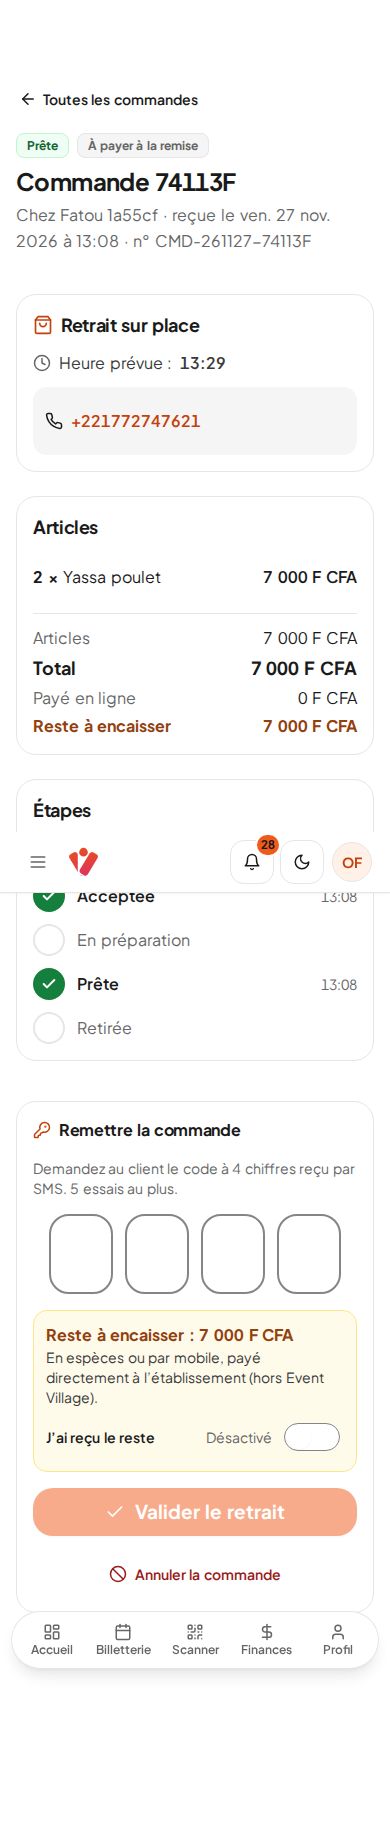 Toutes les commandes
Prête
À payer à la remise
Commande 74113F
Chez Fatou 1a55cf · reçue le ven. 27 nov.
2026 à 13:08 · n° CMD-261127-74113F
Retrait sur place
Heure prévue : 13:29
+221772747621
Articles
2 × Yassa poulet 7 000 F CFA
Articles 7 000 F CFA
Total 7 000 F CFA
Payé en ligne 0 F CFA
Reste à encaisser 7 000 F CFA
Étapes
28
OF
Acceptée 13:08
En préparation
Prête 13:08
Retirée
Remettre la commande
Demandez au client le code à 4 chiffres reçu par
SMS. 5 essais au plus.
Reste à encaisser : 7 000 F CFA
En espèces ou par mobile, payé
directement à l'établissement (hors Event
Village).
J'ai reçu le reste Désactivé
Valider le retrait
Annuler la commande
Accueil Billetterie Scanner Finances Profil